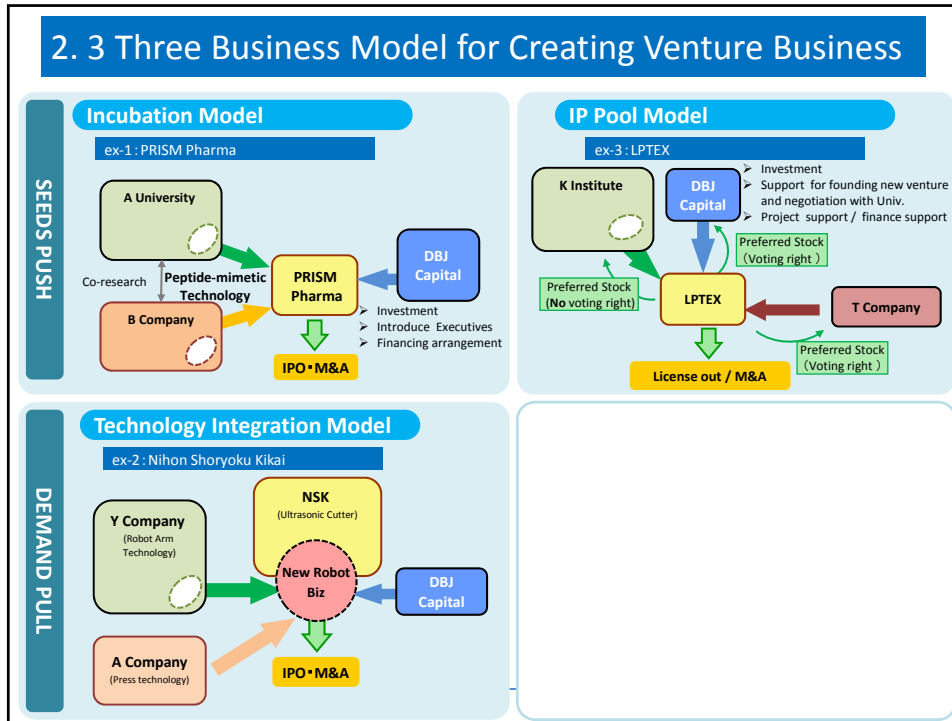 2. 3 Three Business Model for Creating Venture Business
SEEDS PUSH
Incubation Model
ex-1：PRISM Pharma
A University
Co-research
Peptide-mimetic
Technology
B Company
PRISM
Pharma
DBJ
Capital
➢ Investment
➢ Introduce Executives
➢ Financing arrangement
IPO・M&A
IP Pool Model
ex-3：LPTEX
K Institute
DBJ
Capital
➢ Investment
➢ Support for founding new venture
and negotiation with Univ.
➢ Project support / finance support
Preferred Stock
（Voting right ）
Preferred Stock
(No voting right)
LPTEX
T Company
Preferred Stock
（Voting right ）
License out / M&A
DEMAND PULL
Technology Integration Model
ex-2：Nihon Shoryoku Kikai
NSK
(Ultrasonic Cutter)
Y Company
(Robot Arm
Technology)
New Robot
Biz
DBJ
Capital
A Company
(Press technology)
IPO・M&A